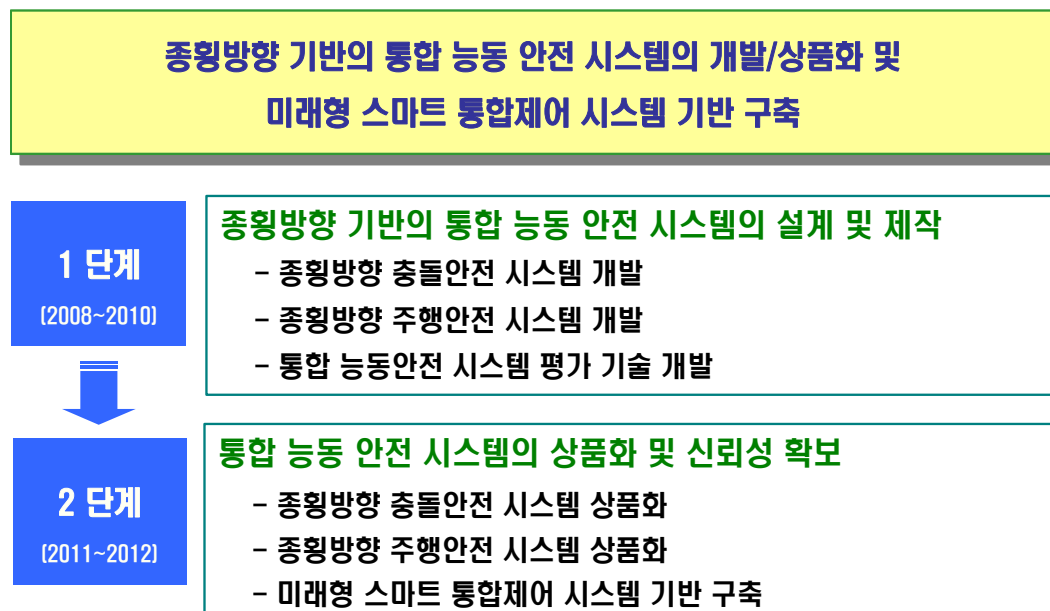 종횡방향 기반의 통합 능동 안전 시스템의 개발/상품화 및
미래형 스마트 통합제어 시스템 기반 구축
1 단계
(2008~2010)
종횡방향 기반의 통합 능동 안전 시스템의 설계 및 제작
- 종횡방향 충돌안전 시스템 개발
- 종횡방향 주행안전 시스템 개발
- 통합 능동안전 시스템 평가 기술 개발
2 단계
(2011~2012)
통합 능동 안전 시스템의 상품화 및 신뢰성 확보
- 종횡방향 충돌안전 시스템 상품화
- 종횡방향 주행안전 시스템 상품화
- 미래형 스마트 통합제어 시스템 기반 구축